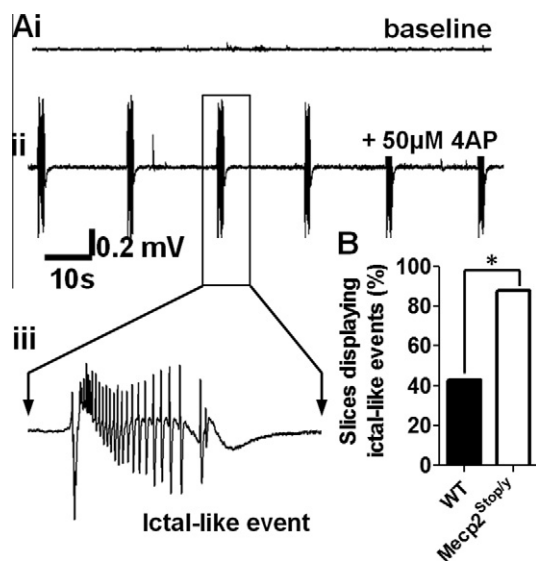 Ai
baseline
ii
+ 50µM 4AP
0.2 mV
10s
iii
Ictal-like event
B
*
Slices displaying
ictal-like events (%)
100
80
60
40
20
0
WT
Mecp2Stop/y